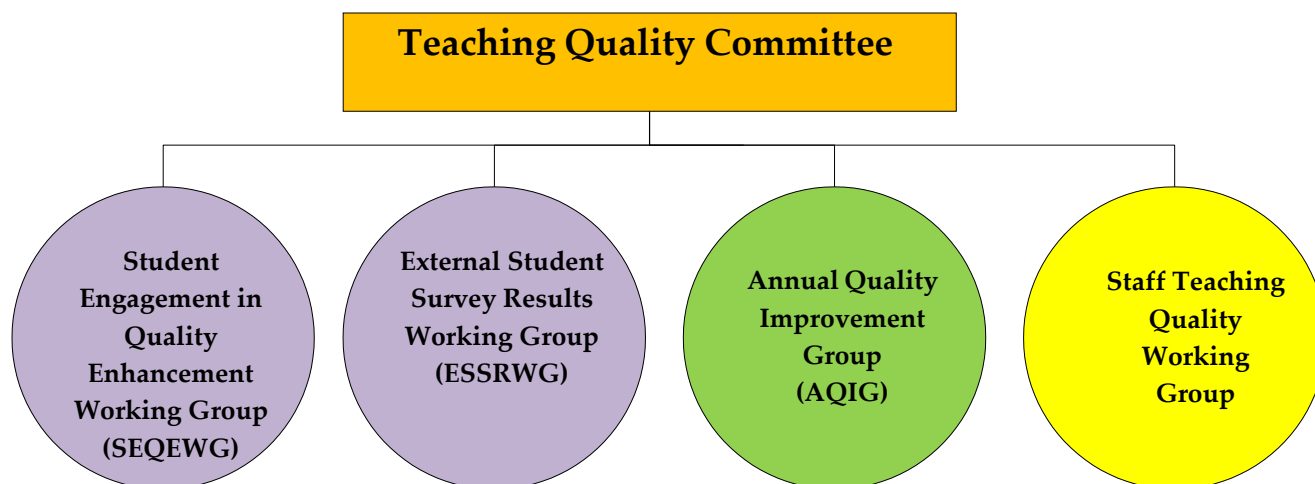 Teaching Quality Committee
Student
Engagement in
Quality
Enhancement
Working Group
(SEQEWG)
External Student
Survey Results
Working Group
(ESSRWG)
Annual Quality
Improvement
Group
(AQIG)
Staff Teaching
Quality
Working
Group